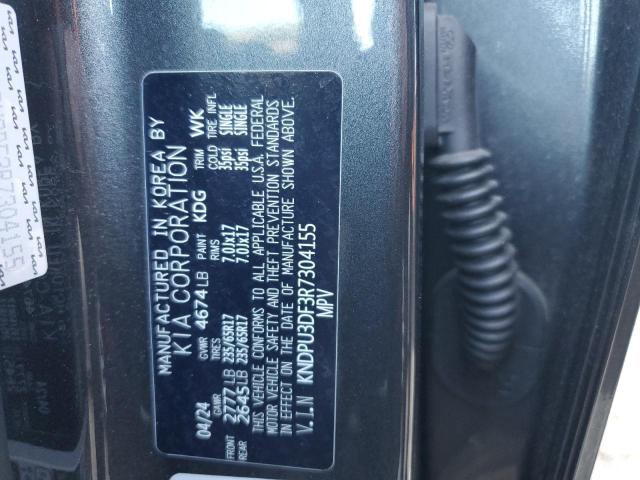 MANUFACTURED IN KOREA BY
KIA CORPORATION
04/24 GVWR 4674LB PAINT KDG TRIM WK
GAWR TIRES RIMS COLD TIRE INFL
FRONT 2777LB 235/65R17 7.0Jx17 35psi SINGLE
REAR 2645LB 235/65R17 7.0Jx17 35psi SINGLE
THIS VEHICLE CONFORMS TO ALL APPLICABLE U.S.A. FEDERAL
MOTOR VEHICLE SAFETY AND THEFT PREVENTION STANDARDS
IN EFFECT ON THE DATE OF MANUFACTURE SHOWN ABOVE.
V.I.N KNDPU3DF3R7304155
MPV